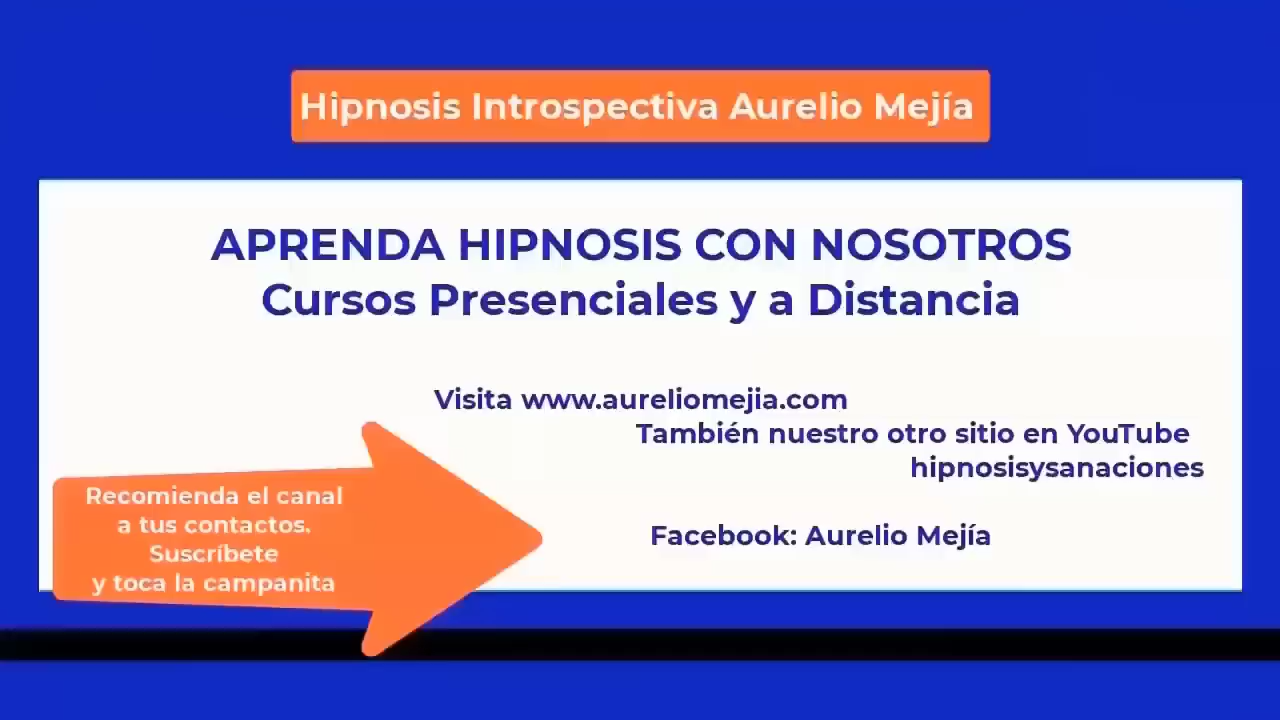 Hipnosis Introspectiva Aurelio Mejía
APRENDA HIPNOSIS CON NOSOTROS
Cursos Presenciales y a Distancia
Visita www.aureliomejia.com
También nuestro otro sitio en YouTube
hipnosisysanaciones
Facebook: Aurelio Mejía
Recomienda el canal
a tus contactos.
Suscríbete
y toca la campanita